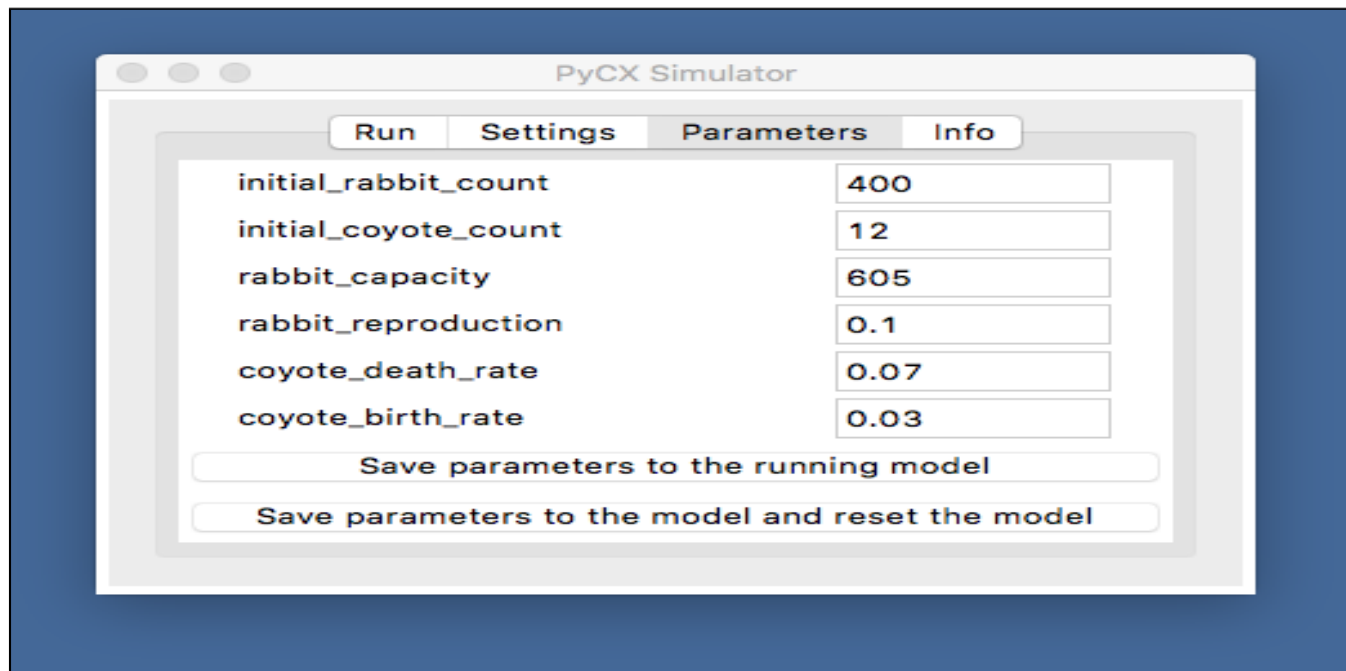 PyCX Simulator
Run Settings Parameters Info
initial_rabbit_count 400
initial_coyote_count 12
rabbit_capacity 605
rabbit_reproduction 0.1
coyote_death_rate 0.07
coyote_birth_rate 0.03
Save parameters to the running model
Save parameters to the model and reset the model